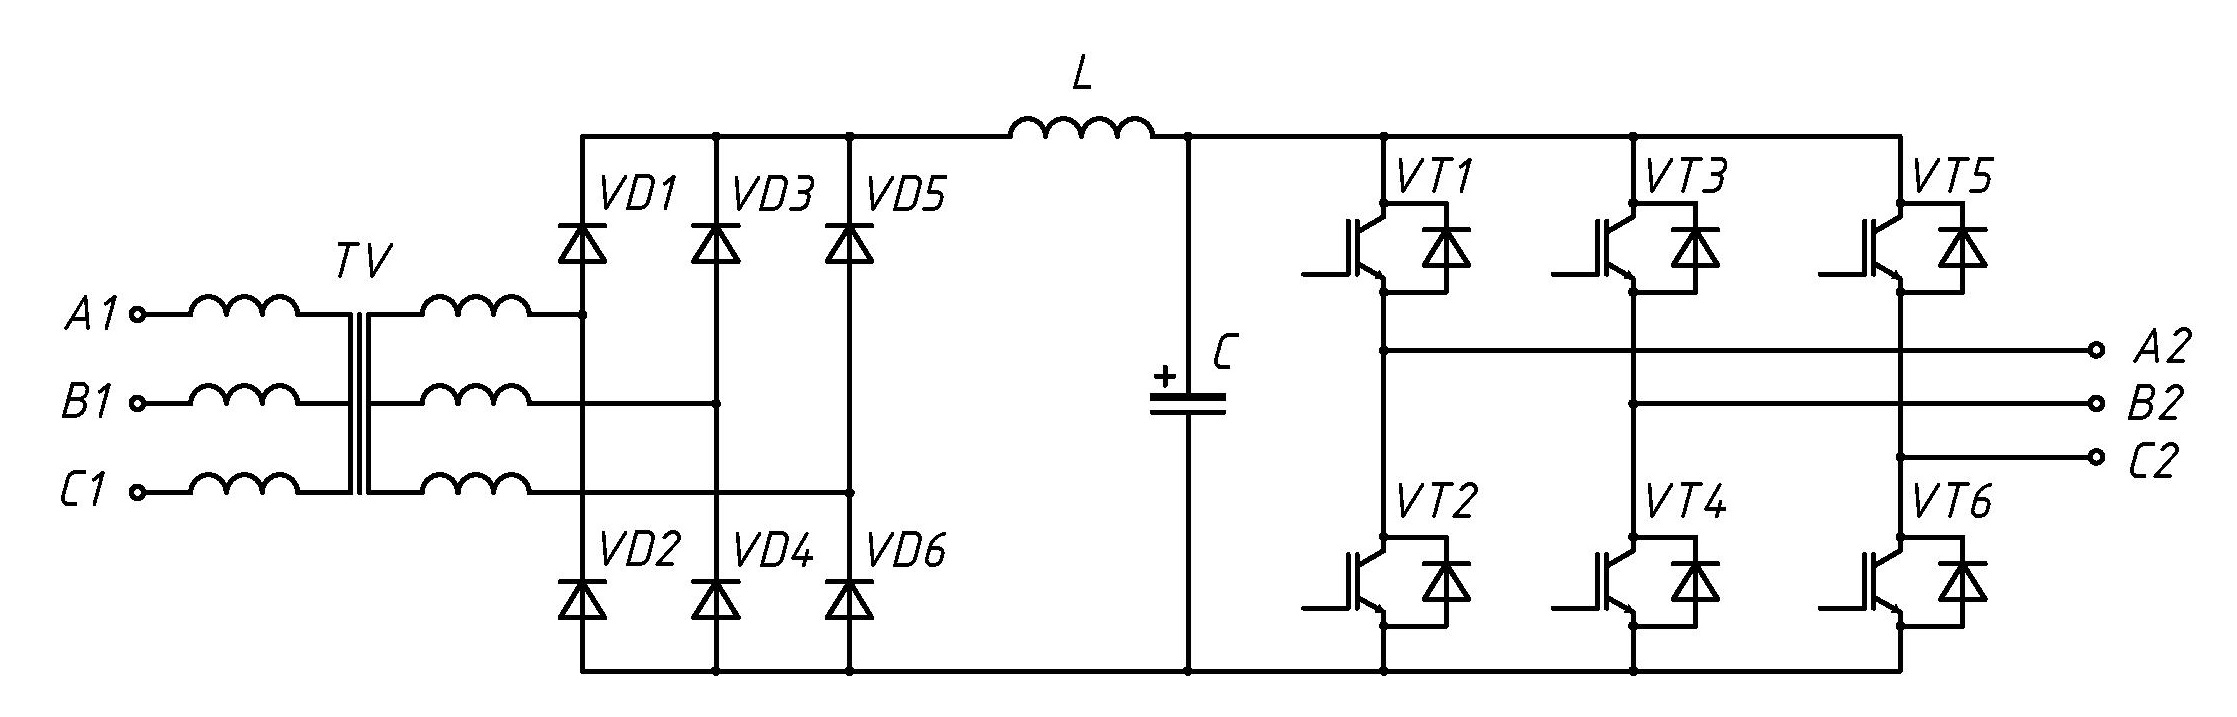 L
VD1 VD3 VD5
VT1 VT3 VT5
TV
A1
B1
C1
+ C
A2
B2
C2
VT2 VT4 VT6
VD2 VD4 VD6